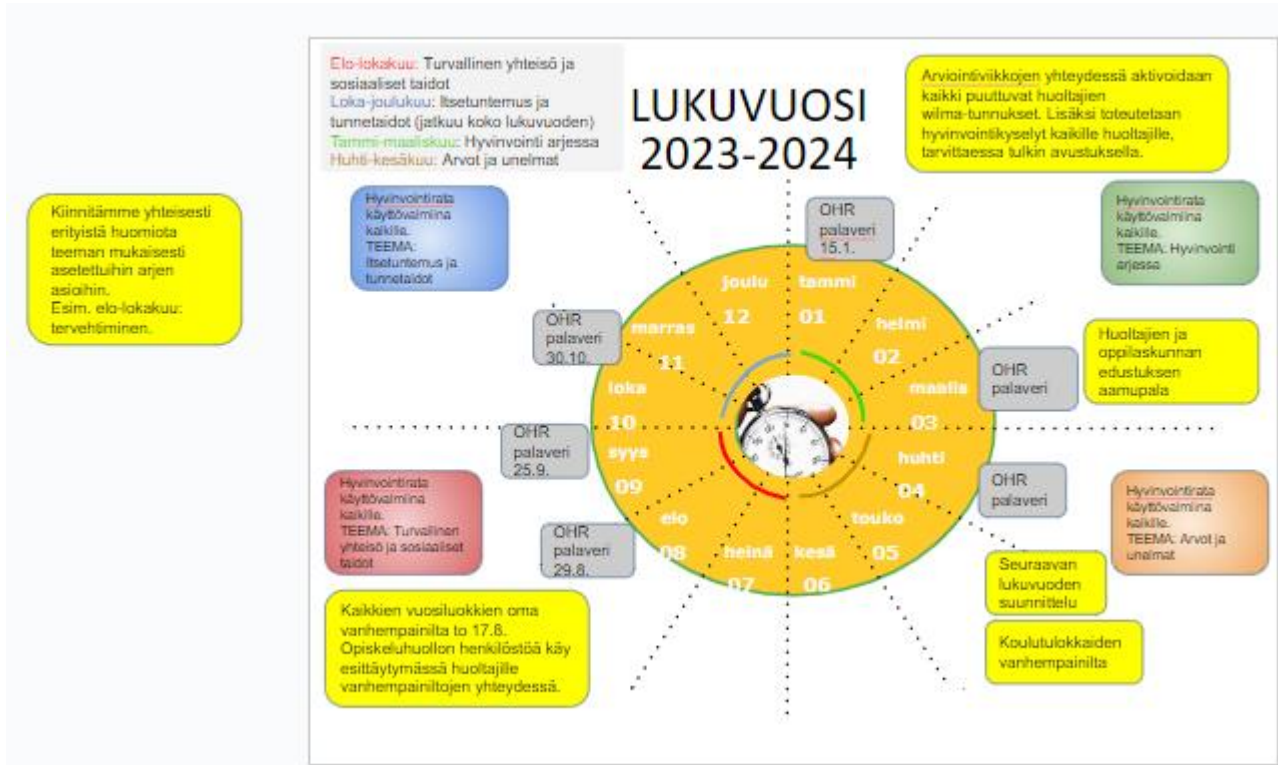 Elo-lokakuu: Turvallinen yhteisö ja
sosiaaliset taidot
Loka-joulukuu: Itsetuntemus ja
tunnetaidot (jatkuu koko lukuvuoden)
Tammi-maaliskuu: Hyvinvointi arjessa
Huhti-kesäkuu: Arvot ja unelmat
LUKUVUOSI
2023-2024
Arviointiviikkojen yhteydessä aktivoidaan
kaikki puuttuvat huoltajien
wilma-tunnukset. Lisäksi toteutetaan
hyvinvointikyselyt kaikille huoltajille,
tarvittaessa tulkin avustuksella.
Kiinnitämme yhteisesti
erityistä huomiota
teeman mukaisesti
asetettuihin arjen
asioihin.
Esim. elo-lokakuu:
tervehtiminen.
Hyvinvointirata
käyttövalmiina
kaikille.
TEEMA:
Itsetuntemus ja
tunnetaidot
OHR
palaveri
15.1.
Hyvinvointirata
käyttövalmiina
kaikille.
TEEMA: Hyvinvointi
arjessa
joulu
12
tammi
01
helmi
02
maalis
03
huhti
04
touko
05
kesä
06
heinä
07
elo
08
syys
09
loka
10
marras
11
OHR
palaveri
30.10.
Huoltajien ja
oppilaskunnan
edustuksen
aamupala
OHR
palaveri
OHR
palaveri
25.9.
OHR
palaveri
Hyvinvointirata
käyttövalmiina
kaikille.
TEEMA: Turvallinen
yhteisö ja sosiaaliset
taidot
Hyvinvointirata
käyttövalmiina
kaikille.
TEEMA: Arvot ja
unelmat
OHR
palaveri
29.8.
Seuraavan
lukuvuoden
suunnittelu
Kaikkien vuosiluokkien oma
vanhempainilta to 17.8.
Opiskeluhuollon henkilöstöä käy
esittäytymässä huoltajille
vanhempainiltojen yhteydessä.
Koulutulokkaiden
vanhempainilta